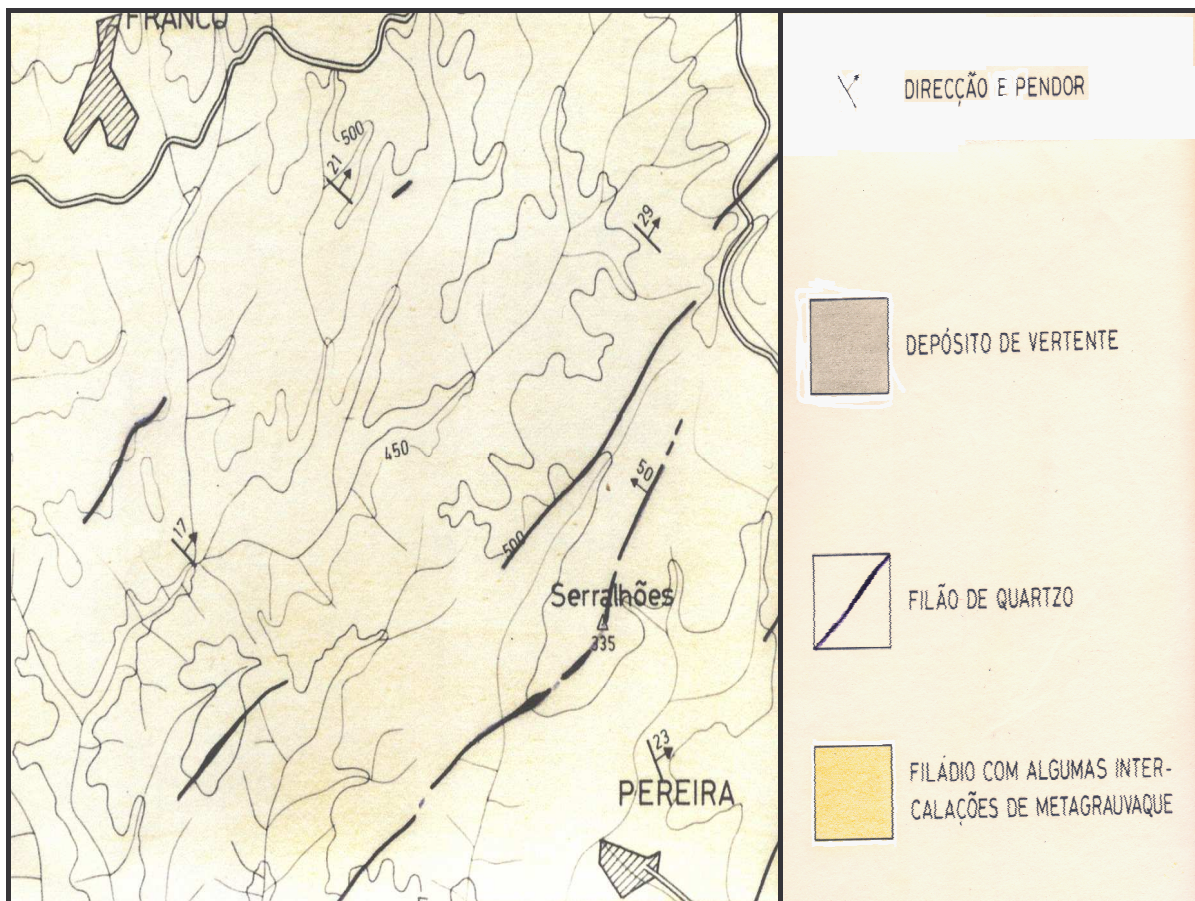 FRANCO
500
21
29
450
50
17
500
Serralhões
335
23
PEREIRA
DIRECÇÃO E PENDOR
DEPÓSITO DE VERTENTE
FILÃO DE QUARTZO
FILÁDIO COM ALGUMAS INTER-
CALAÇÕES DE METAGRAUVAQUE